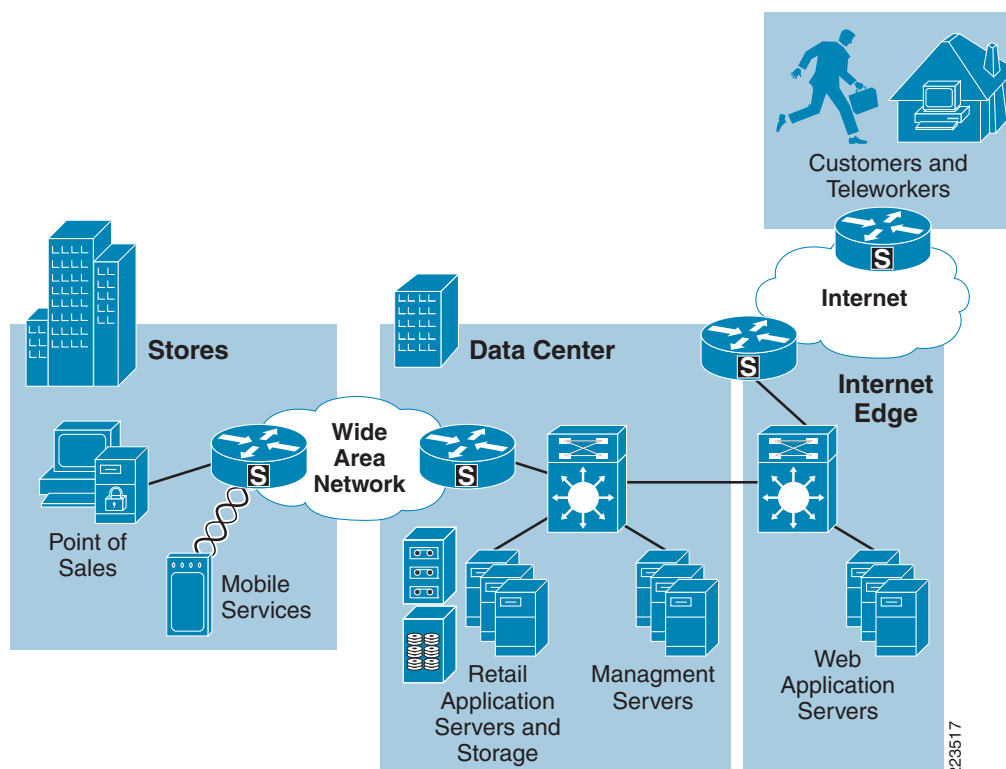 Customers and
Teleworkers
S
Internet
S
Stores
Data Center
Internet
Edge
Wide
Area
Network
S
S
Point of
Sales
Mobile
Services
Retail
Application
Servers and
Storage
Managment
Servers
Web
Application
Servers
223517